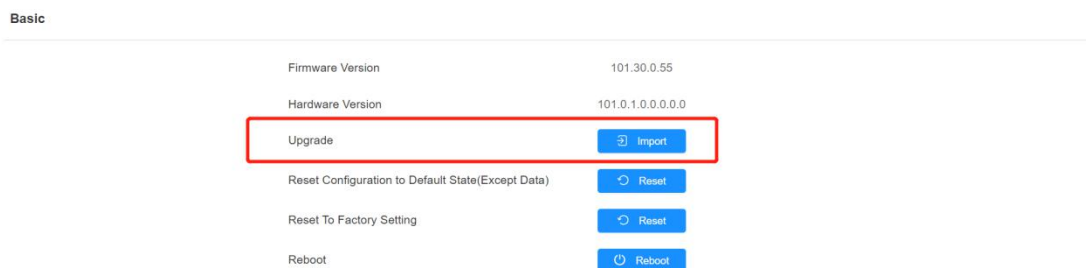 Basic
Firmware Version 101.30.0.55
Hardware Version 101.0.1.0.0.0.0.0
Upgrade Import
Reset Configuration to Default State(Except Data) Reset
Reset To Factory Setting Reset
Reboot Reboot